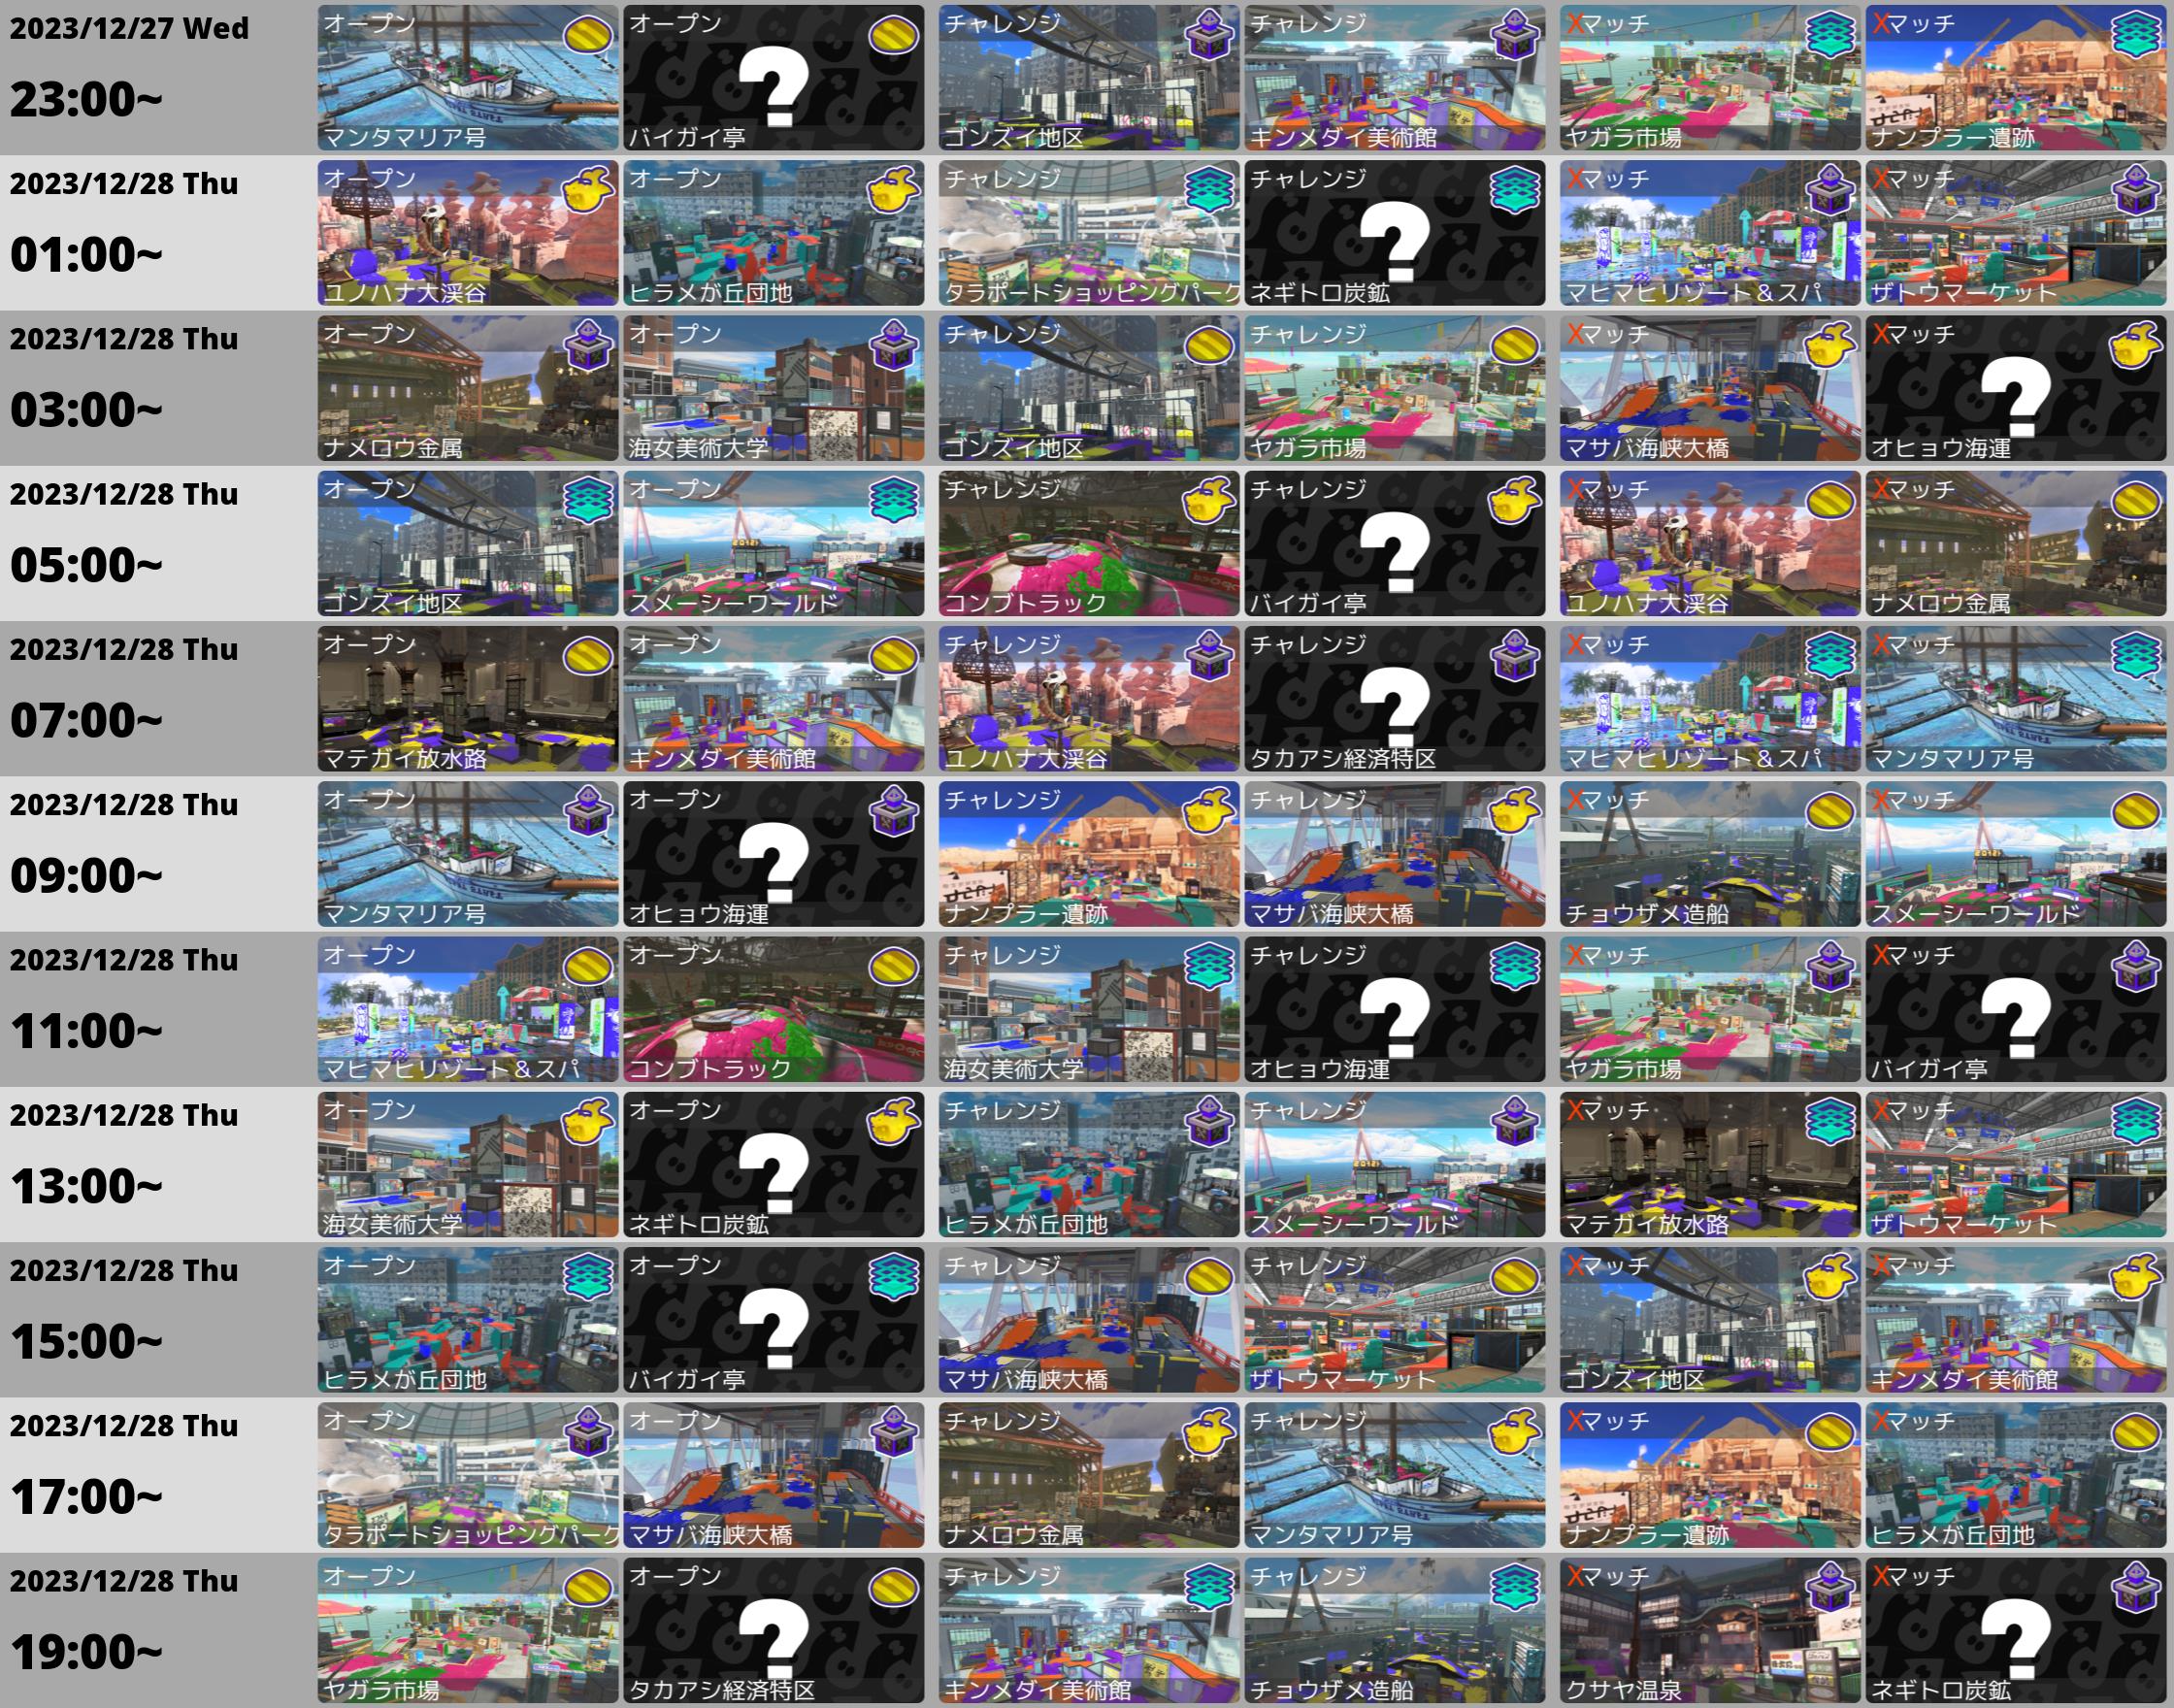 2023/12/27 Wed
23:00~
オープン
マンタマリア号
オープン
バイガイ亭
チャレンジ
ゴンズイ地区
チャレンジ
キンメダイ美術館
Xマッチ
ヤガラ市場
Xマッチ
ナンプラー遺跡
2023/12/28 Thu
01:00~
オープン
ユノハナ大渓谷
オープン
ヒラメが丘団地
チャレンジ
タラポートショッピングパーク
チャレンジ
ネギトロ炭鉱
Xマッチ
マヒマヒリゾート&スパ
Xマッチ
ザトウマーケット
2023/12/28 Thu
03:00~
オープン
ナメロウ金属
オープン
海女美術大学
チャレンジ
ゴンズイ地区
チャレンジ
ヤガラ市場
Xマッチ
マサバ海峡大橋
Xマッチ
オヒョウ海運
2023/12/28 Thu
05:00~
オープン
ゴンズイ地区
オープン
スメーシーワールド
チャレンジ
コンブトラック
チャレンジ
バイガイ亭
Xマッチ
ユノハナ大渓谷
Xマッチ
ナメロウ金属
2023/12/28 Thu
07:00~
オープン
マテガイ放水路
オープン
キンメダイ美術館
チャレンジ
ユノハナ大渓谷
チャレンジ
タカアシ経済特区
Xマッチ
マヒマヒリゾート&スパ
Xマッチ
マンタマリア号
2023/12/28 Thu
09:00~
オープン
マンタマリア号
オープン
オヒョウ海運
チャレンジ
ナンプラー遺跡
チャレンジ
マサバ海峡大橋
Xマッチ
チョウザメ造船
Xマッチ
スメーシーワールド
2023/12/28 Thu
11:00~
オープン
マヒマヒリゾート&スパ
オープン
コンブトラック
チャレンジ
海女美術大学
チャレンジ
オヒョウ海運
Xマッチ
ヤガラ市場
Xマッチ
バイガイ亭
2023/12/28 Thu
13:00~
オープン
海女美術大学
オープン
ネギトロ炭鉱
チャレンジ
ヒラメが丘団地
チャレンジ
スメーシーワールド
Xマッチ
マテガイ放水路
Xマッチ
ザトウマーケット
2023/12/28 Thu
15:00~
オープン
ヒラメが丘団地
オープン
バイガイ亭
チャレンジ
マサバ海峡大橋
チャレンジ
ザトウマーケット
Xマッチ
ゴンズイ地区
Xマッチ
キンメダイ美術館
2023/12/28 Thu
17:00~
オープン
タラポートショッピングパーク
オープン
マサバ海峡大橋
チャレンジ
ナメロウ金属
チャレンジ
マンタマリア号
Xマッチ
ナンプラー遺跡
Xマッチ
ヒラメが丘団地
2023/12/28 Thu
19:00~
オープン
ヤガラ市場
オープン
タカアシ経済特区
チャレンジ
キンメダイ美術館
チャレンジ
チョウザメ造船
Xマッチ
クサヤ温泉
Xマッチ
ネギトロ炭鉱